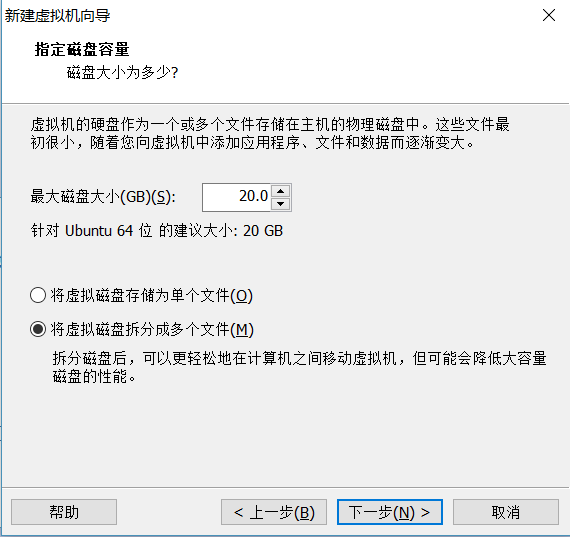 新建虚拟机向导
指定磁盘容量
磁盘大小为多少?
虚拟机的硬盘作为一个或多个文件存储在主机的物理磁盘中。这些文件最
初很小，随着您向虚拟机中添加应用程序、文件和数据而逐渐变大。
最大磁盘大小(GB)(S): 20.0
针对 Ubuntu 64 位 的建议大小: 20 GB
将虚拟磁盘存储为单个文件(O)
将虚拟磁盘拆分成多个文件(M)
拆分磁盘后，可以更轻松地在计算机之间移动虚拟机，但可能会降低大容量
磁盘的性能。
帮助 < 上一步(B) 下一步(N) > 取消